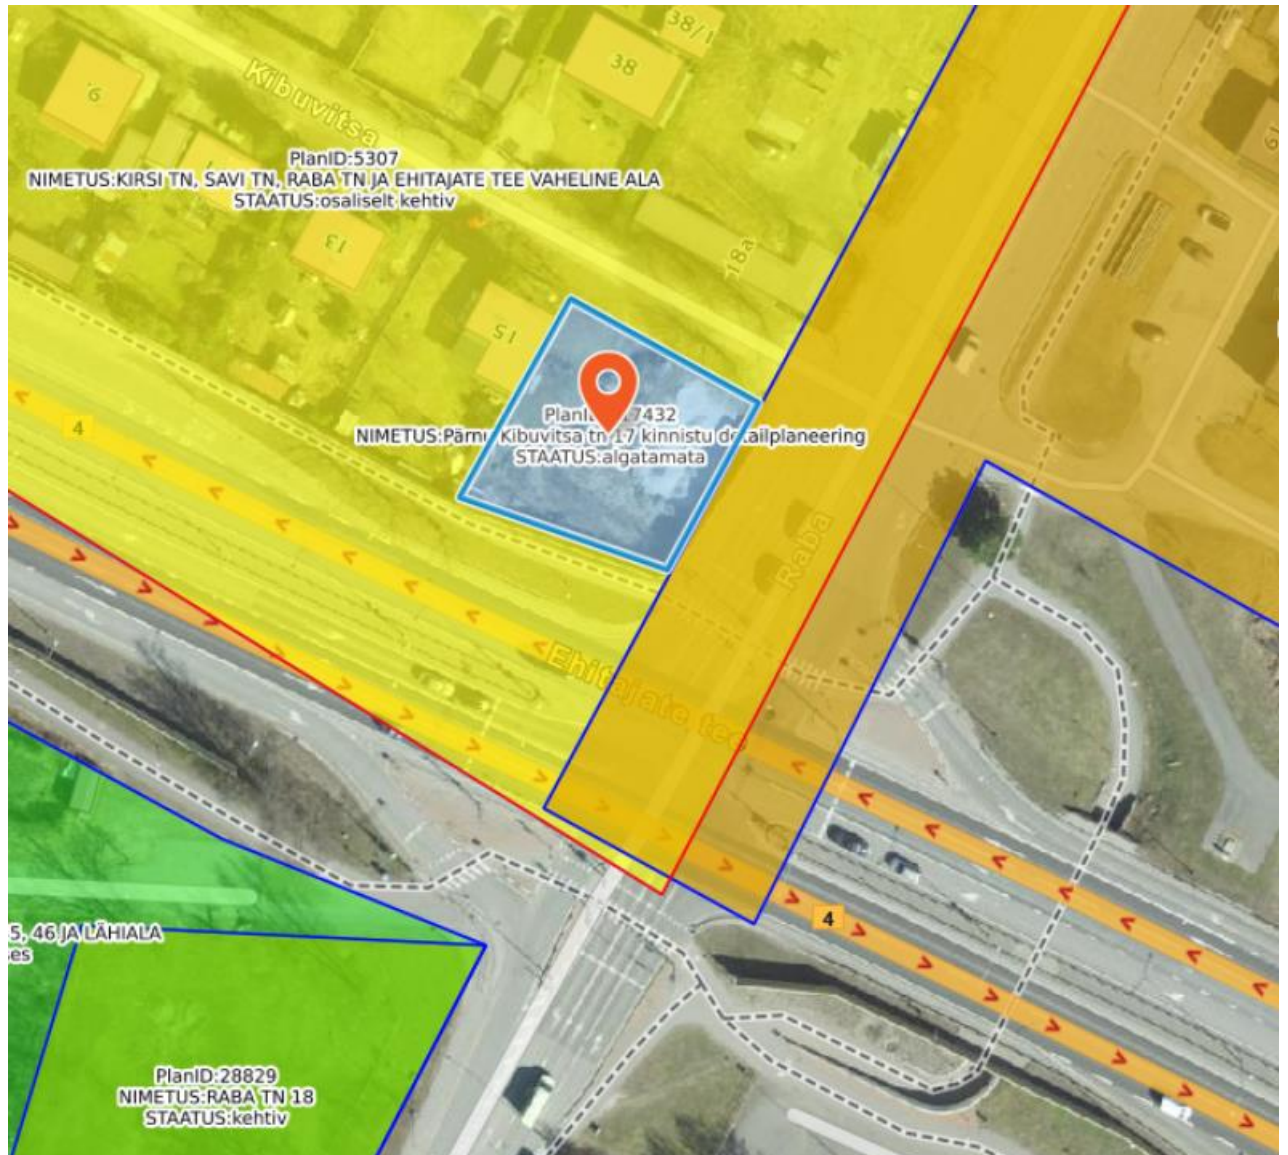 38/1
38
9
Kibuvitsa
PlanID:5307
NIMETUS:KIRSI TN, SAVI TN, RABA TN JA EHITAJATE TEE VAHELINE ALA
STAATUS:osaliselt kehtiv
13
18a
15
NIMETUS:Pärnu, Kibuvitsa tn 17 kinnistu detailplaneering
STAATUS:algatamata
4
Raba
Ehitajate tee
4
5, 46 JA LÄHIALA
PlanID:28829
NIMETUS:RABA TN 18
STAATUS:kehtiv